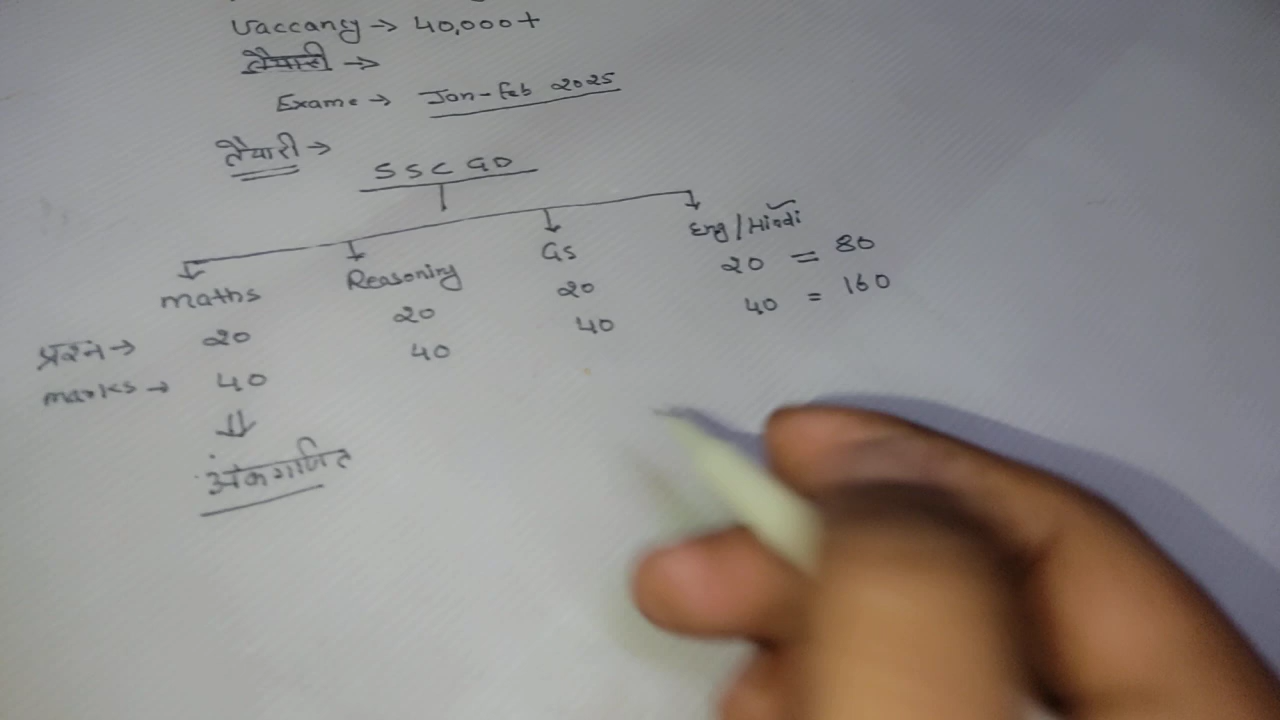 Vaccancy → 40,000+
तैयारी →
Exame → Jan-Feb 2025
तैयारी →
SSC GD
maths Reasoning GS Eng/Hindi
प्रश्न → 20 20 20 20 = 80
marks → 40 40 40 40 = 160
अंकगणित